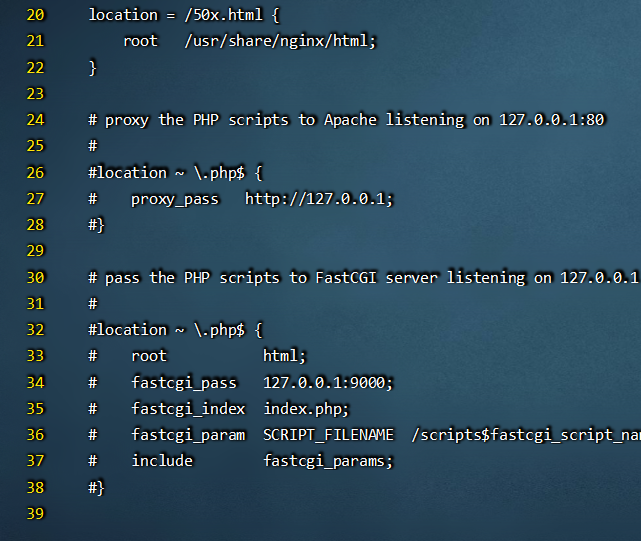 20     location = /50x.html {
21         root   /usr/share/nginx/html;
22     }
23
24     # proxy the PHP scripts to Apache listening on 127.0.0.1:80
25     #
26     #location ~ \.php$ {
27     #    proxy_pass   http://127.0.0.1;
28     #}
29
30     # pass the PHP scripts to FastCGI server listening on 127.0.0.1
31     #
32     #location ~ \.php$ {
33     #    root           html;
34     #    fastcgi_pass   127.0.0.1:9000;
35     #    fastcgi_index  index.php;
36     #    fastcgi_param  SCRIPT_FILENAME  /scripts$fastcgi_script_na
37     #    include        fastcgi_params;
38     #}
39